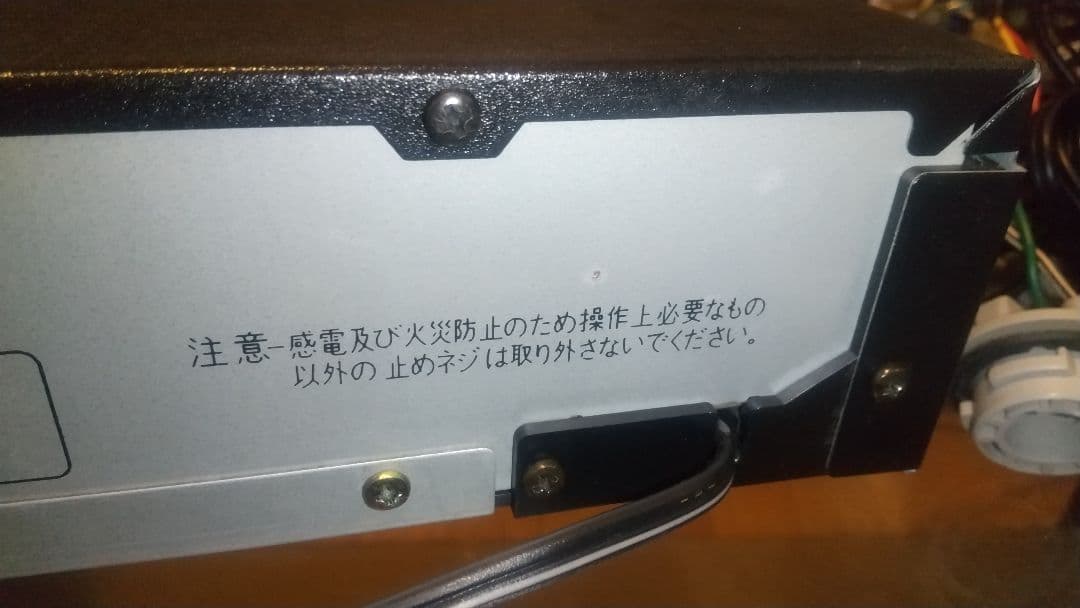 注意-感電及び火災防止のため操作上必要なもの
以外の止めネジは取り外さないでください。